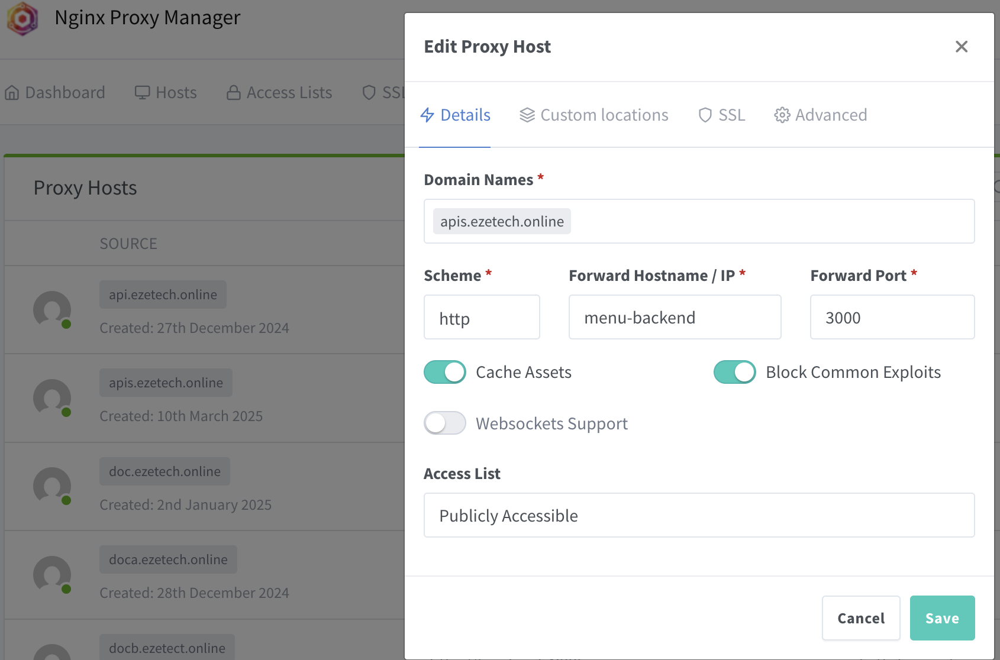 Nginx Proxy Manager
Dashboard Hosts Access Lists SSL
Proxy Hosts
SOURCE
api.ezetech.online
Created: 27th December 2024
apis.ezetech.online
Created: 10th March 2025
doc.ezetech.online
Created: 2nd January 2025
doca.ezetech.online
Created: 28th December 2024
docb.ezetect.online
Edit Proxy Host
Details Custom locations SSL Advanced
Domain Names *
apis.ezetech.online
Scheme * Forward Hostname / IP * Forward Port *
http menu-backend 3000
Cache Assets Block Common Exploits
Websockets Support
Access List
Publicly Accessible
Cancel Save